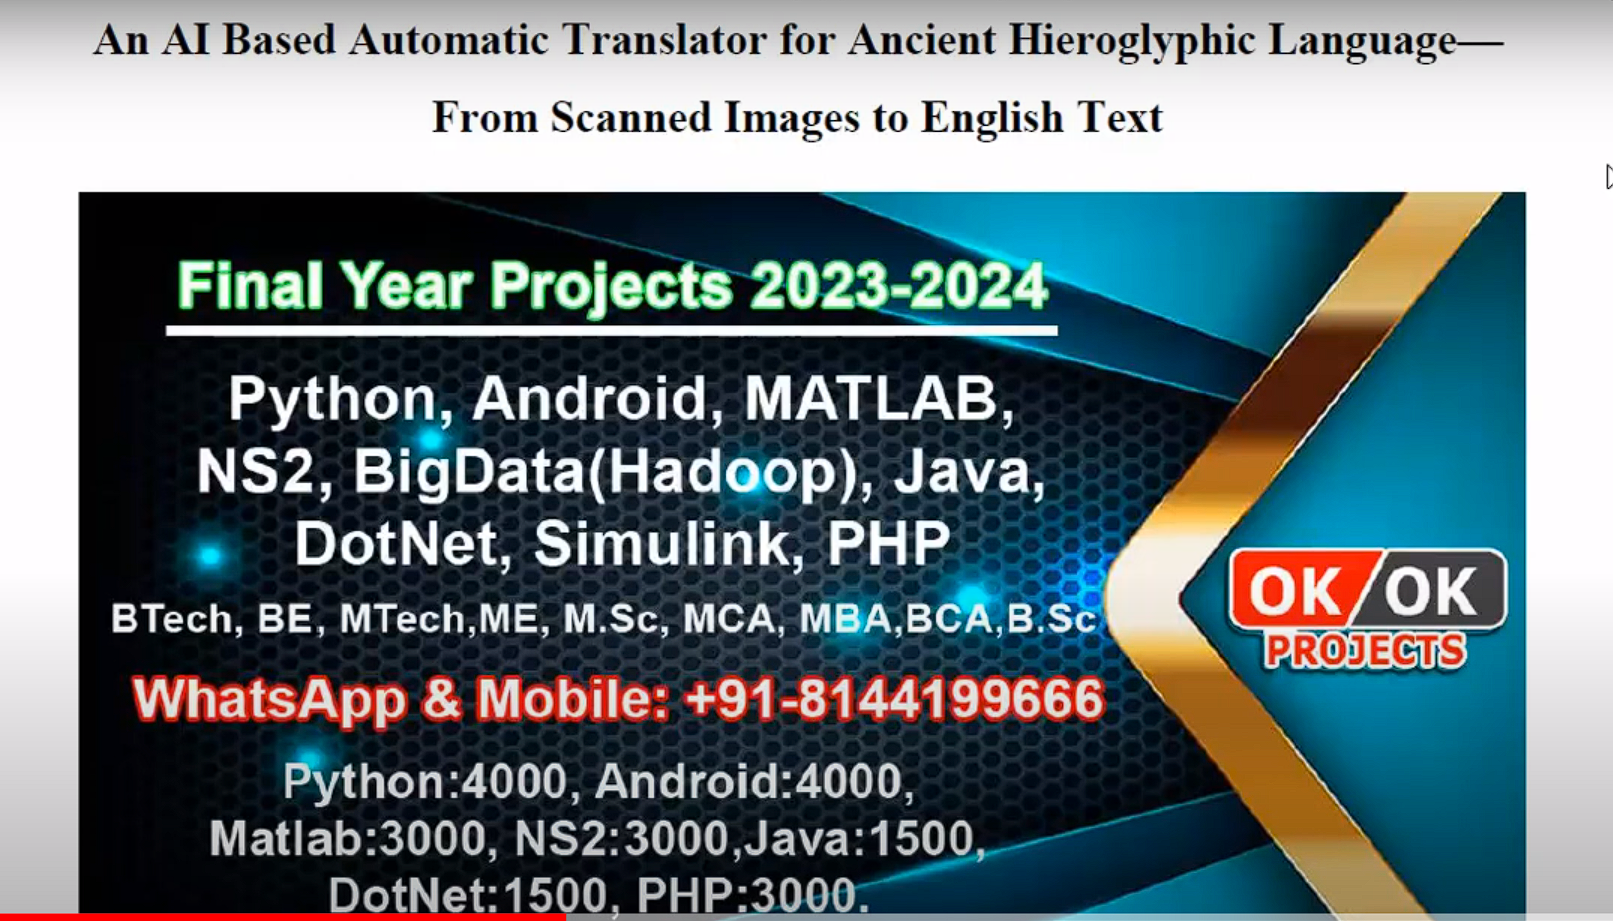 An AI Based Automatic Translator for Ancient Hieroglyphic Language—
From Scanned Images to English Text
Final Year Projects 2023-2024
Python, Android, MATLAB,
NS2, BigData(Hadoop), Java,
DotNet, Simulink, PHP
BTech, BE, MTech,ME, M.Sc, MCA, MBA,BCA,B.Sc
WhatsApp & Mobile: +91-8144199666
Python:4000, Android:4000,
Matlab:3000, NS2:3000,Java:1500,
DotNet:1500, PHP:3000.
OK/OK
PROJECTS